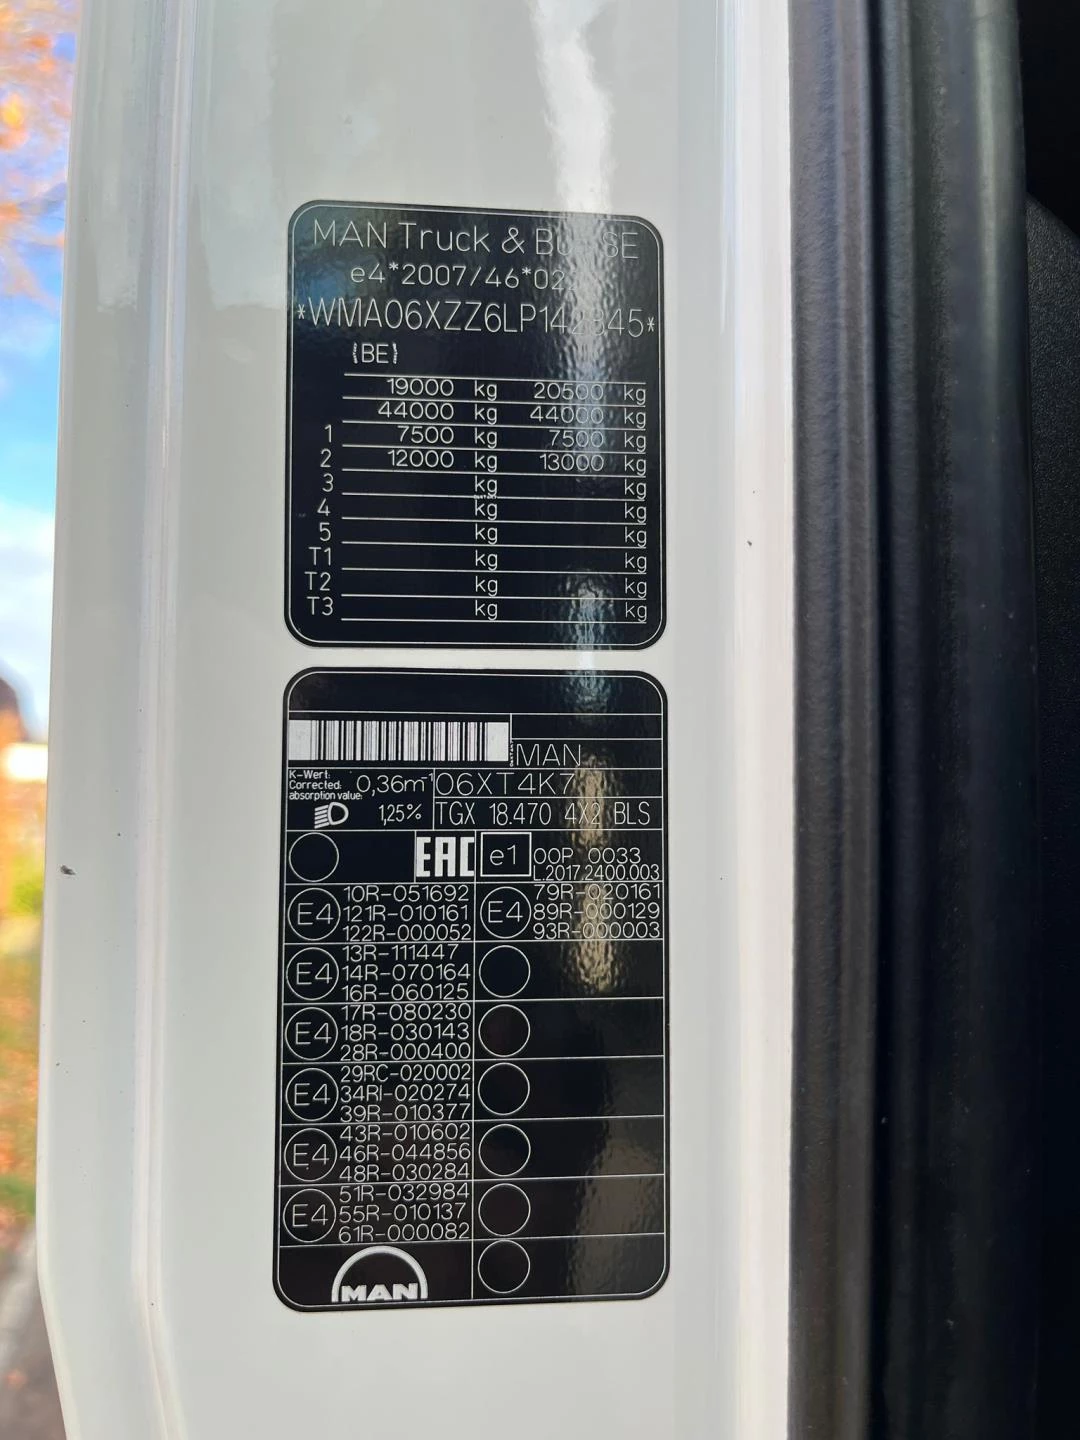 MAN Truck & Bus SE
e4*2007/46*02
{BE}
19000 kg 20500 kg
44000 kg 44000 kg
1 7500 kg 7500 kg
2 12000 kg 13000 kg
3 kg kg
4 kg kg
5 kg kg
T1 kg kg
T2 kg kg
T3 kg kg
MAN
K-Wert:
Corrected:
absorption value:
0,36m⁻¹
06XT4K7
1,25%
TGX 18.470 4X2 BLS
EAC
e1
00P 0033
L.2017.2400.003
E4
10R-051692
121R-010161
122R-000052
E4
79R-020161
89R-000129
93R-000003
E4
13R-111447
14R-070164
16R-060125
E4
17R-080230
18R-030143
28R-000400
E4
29RC-020002
34RI-020274
39R-010377
E4
43R-010602
46R-044856
48R-030284
E4
51R-032984
55R-010137
61R-000082
MAN